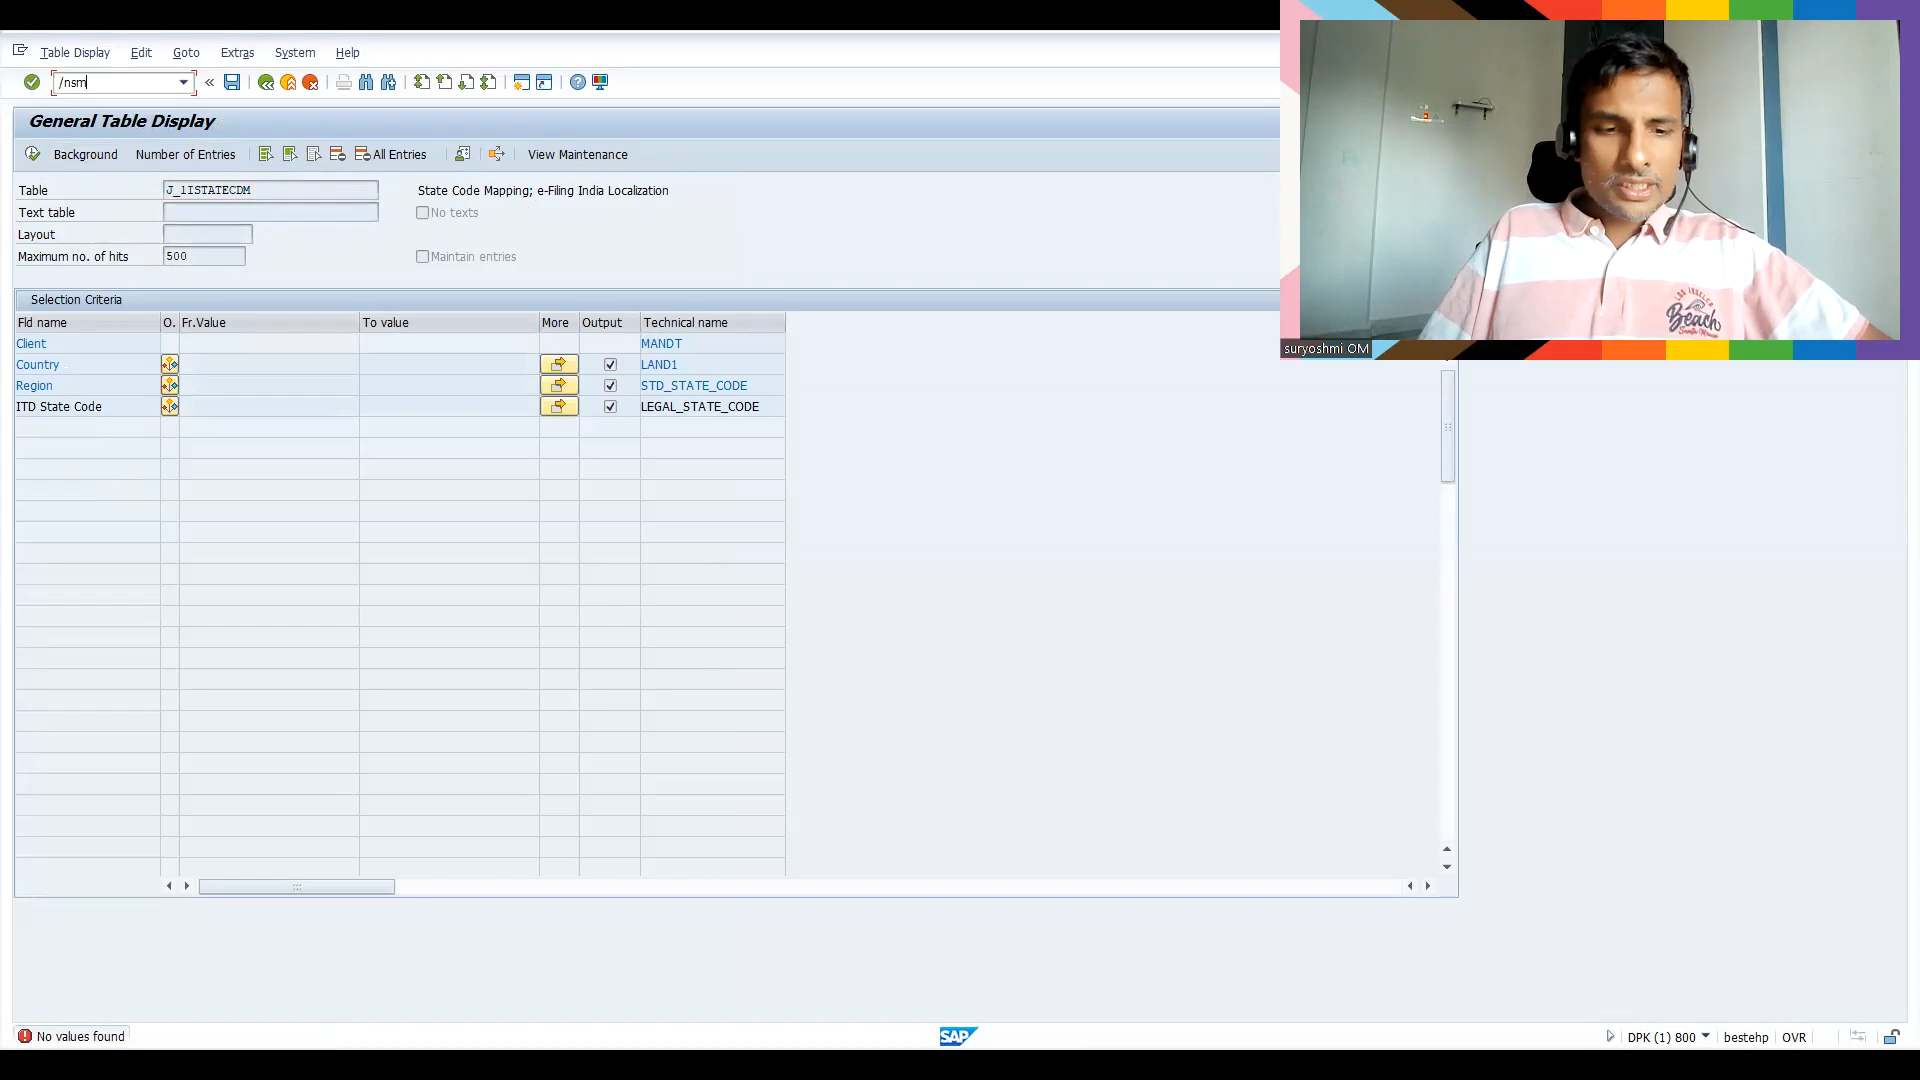 Table Display Edit Goto Extras System Help
/nsm «
General Table Display
Background Number of Entries All Entries View Maintenance
Table J_1ISTATECDM State Code Mapping; e-Filing India Localization
Text table No texts
Layout
Maximum no. of hits 500 Maintain entries
Selection Criteria
Fld name O. Fr.Value To value More Output Technical name
Client MANDT
Country LAND1
Region STD_STATE_CODE
ITD State Code LEGAL_STATE_CODE
LOS ANGELES
Beach
suryoshmi OM
No values found SAP DPK (1) 800 bestehp OVR